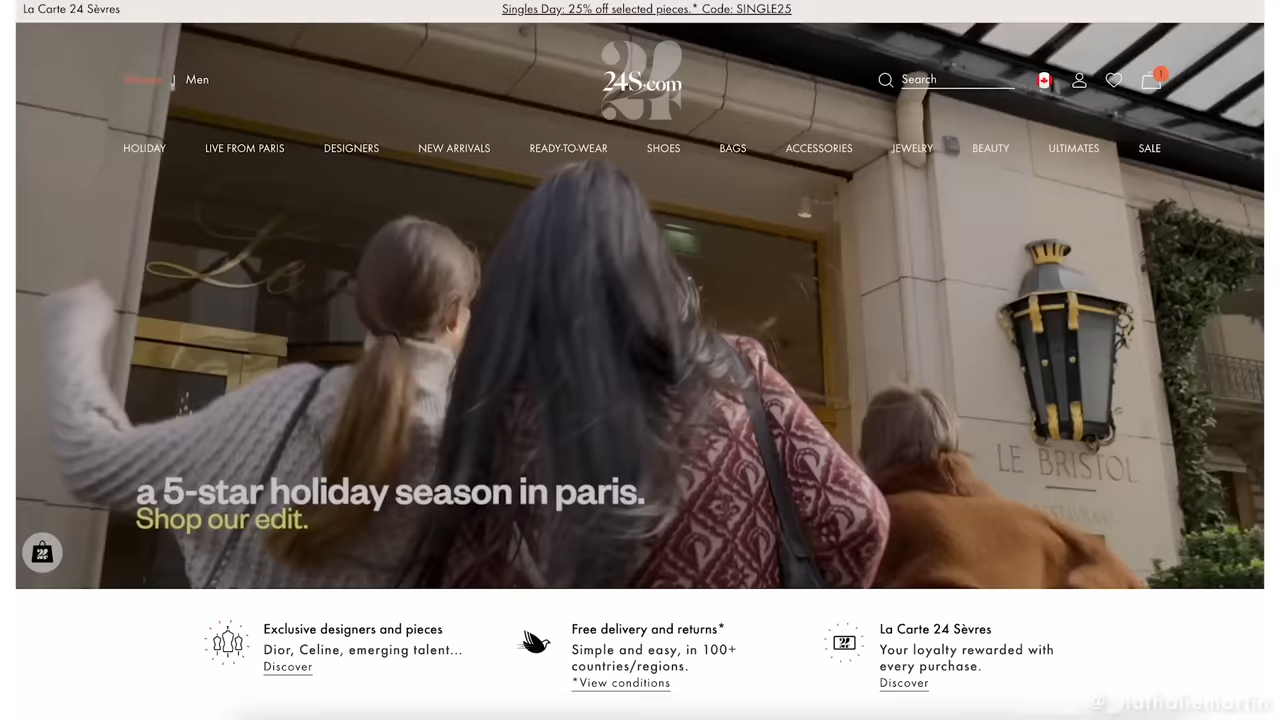 La Carte 24 Sèvres
Singles Day: 25% off selected pieces.* Code: SINGLE25
| Men
24S.com
Search
1
HOLIDAY
LIVE FROM PARIS
DESIGNERS
NEW ARRIVALS
READY-TO-WEAR
SHOES
BAGS
ACCESSORIES
JEWELRY
BEAUTY
ULTIMATES
SALE
LE BRISTOL
a 5-star holiday season in paris.
Shop our edit.
Exclusive designers and pieces
Dior, Celine, emerging talent...
Discover
Free delivery and returns*
Simple and easy, in 100+
countries/regions.
*View conditions
La Carte 24 Sèvres
Your loyalty rewarded with
every purchase.
Discover
@_nathaliemartin